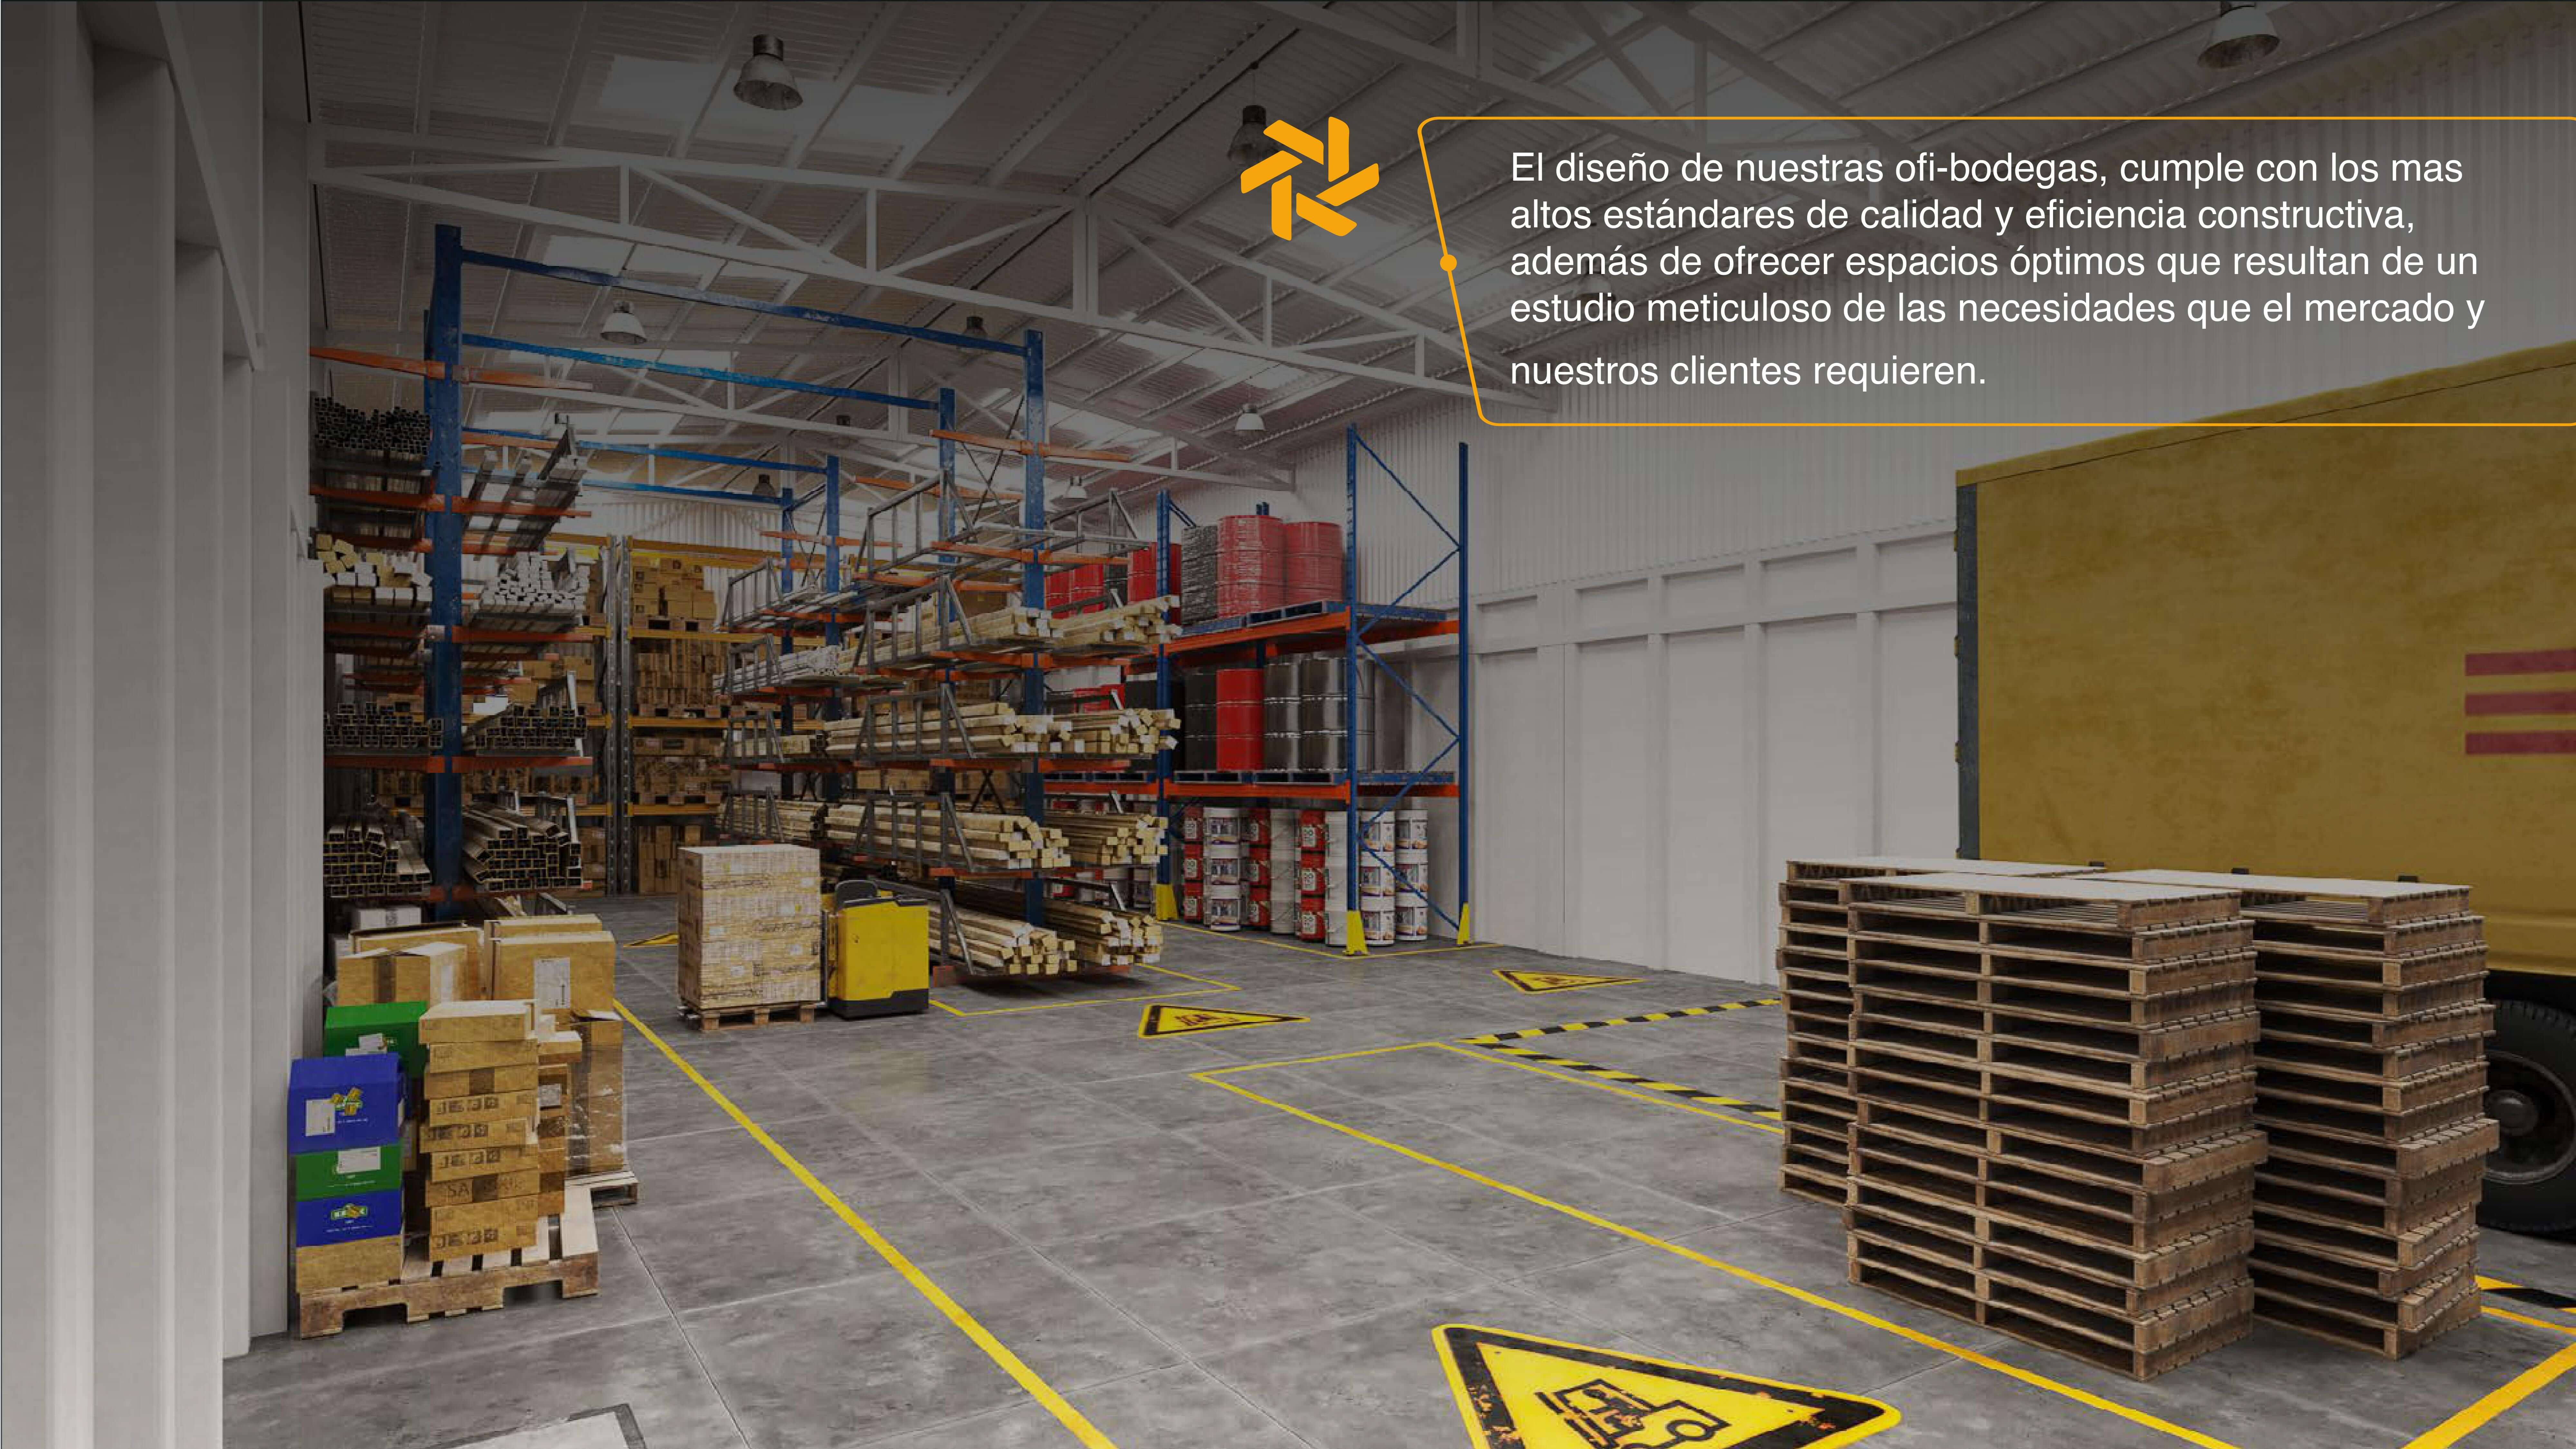 El diseño de nuestras ofi-bodegas, cumple con los mas
altos estándares de calidad y eficiencia constructiva,
además de ofrecer espacios óptimos que resultan de un
estudio meticuloso de las necesidades que el mercado y
nuestros clientes requieren.